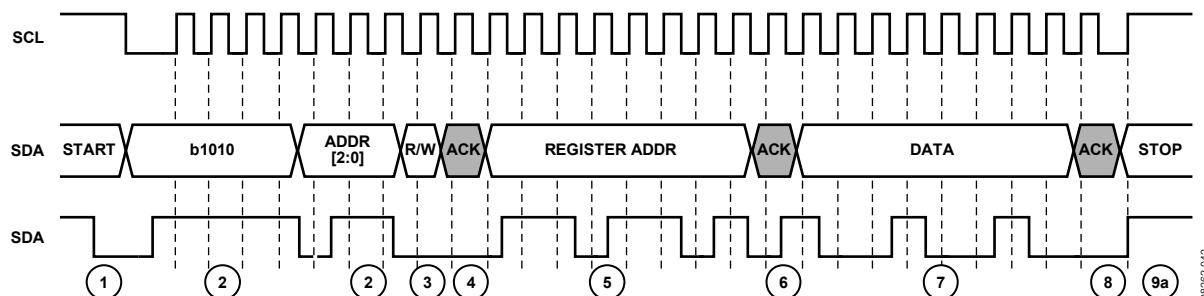 SCL
SDA START b1010 ADDR [2:0] R/W ACK REGISTER ADDR ACK DATA ACK STOP
SDA
1 2 2 3 4 5 6 7 8 9a